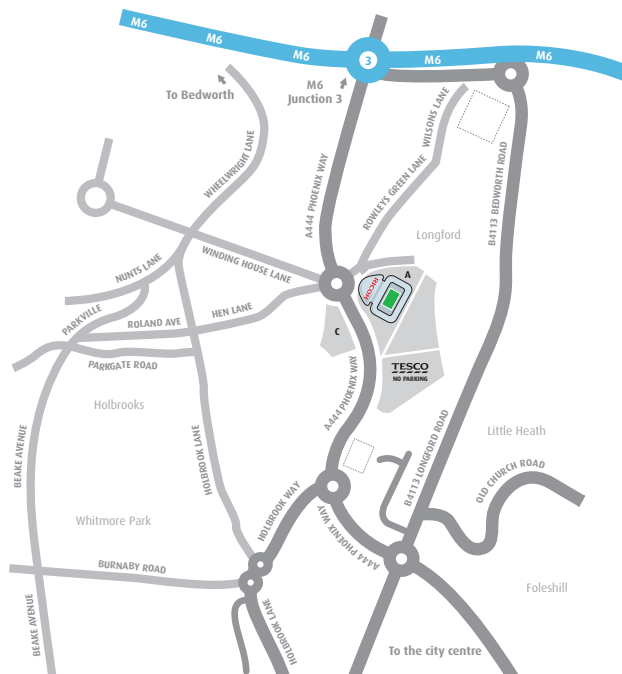 M6
M6
M6
3
M6
M6
To Bedworth
M6
Junction 3
WILSONS LANE
WHEELWRIGHT LANE
ROWLEYS GREEN LANE
A444 PHOENIX WAY
B4113 BEDWORTH ROAD
Longford
WINDING HOUSE LANE
NUNTS LANE
A
RICOH
PARKVILLE
ROLAND AVE
HEN LANE
C
PARKGATE ROAD
TESCO
NO PARKING
A444 PHOENIX WAY
Holbrooks
Little Heath
BEAKE AVENUE
HOLBROOK LANE
B4113 LONGFORD ROAD
OLD CHURCH ROAD
Whitmore Park
HOLBROOK WAY
A444 PHOENIX WAY
BURNABY ROAD
Foleshill
BEAKE AVENUE
HOLBROOK LANE
To the city centre